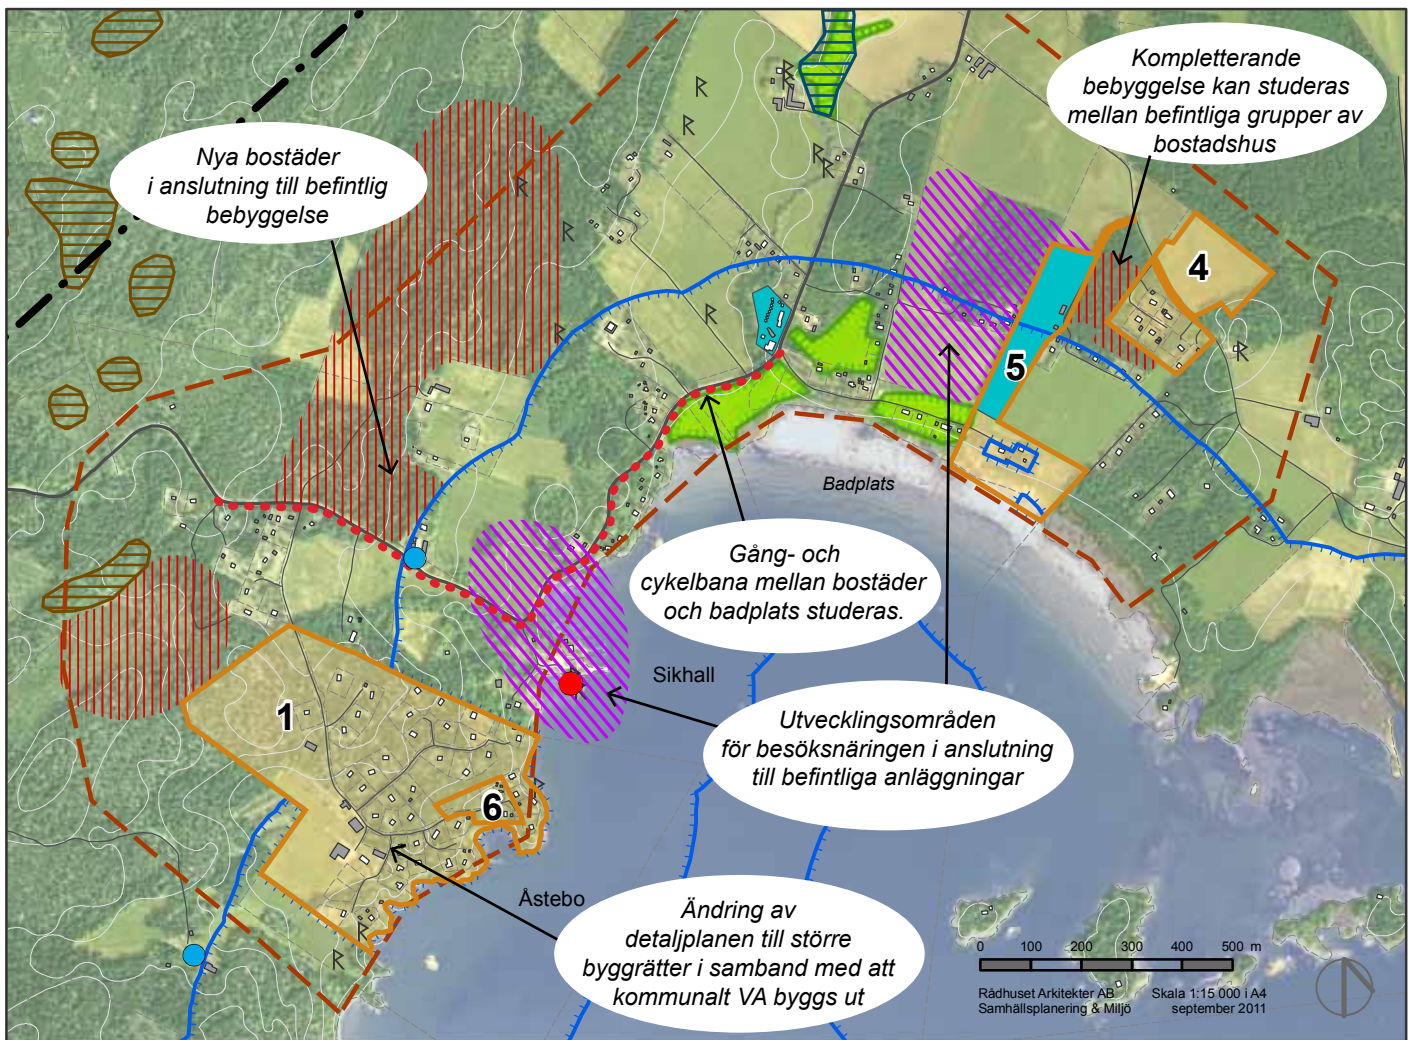 Kompletterande
bebyggelse kan studeras
mellan befintliga grupper av
bostadshus
Nya bostäder
i anslutning till befintlig
bebyggelse
R
R
R
R
R
R
R
R
R
R
R
R
R
R
4
5
Badplats
Gång- och
cykelbana mellan bostäder
och badplats studeras.
Sikhall
1
Utvecklingsområden
för besöksnäringen i anslutning
till befintliga anläggningar
6
Åstebo
Ändring av
detaljplanen till större
byggrätter i samband med att
kommunalt VA byggs ut
0 100 200 300 400 500 m
Rådhuset Arkitekter AB Skala 1:15 000 i A4
Samhällsplanering & Miljö september 2011